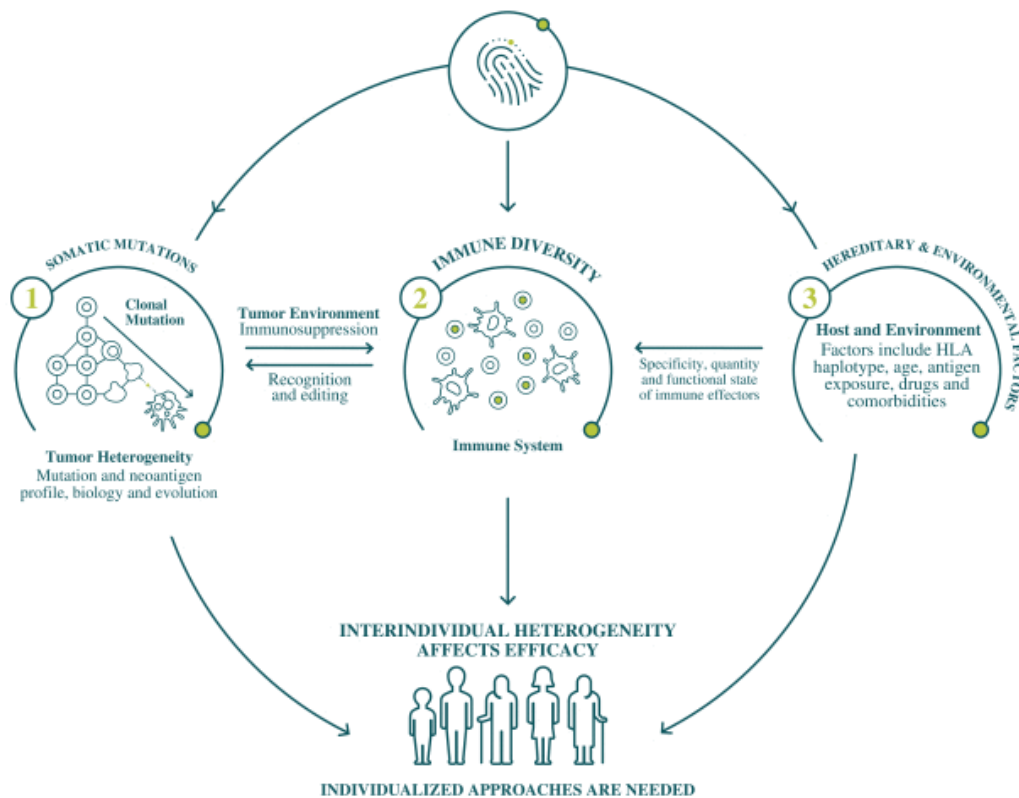 SOMATIC MUTATIONS
1
Clonal
Mutation
Tumor Heterogeneity
Mutation and neoantigen
profile, biology and evolution
Tumor Environment
Immunosuppression
Recognition
and editing
IMMUNE DIVERSITY
2
Immune System
Specificity, quantity
and functional state
of immune effectors
HEREDITARY & ENVIRONMENTAL FACTORS
3
Host and Environment
Factors include HLA
haplotype, age, antigen
exposure, drugs and
comorbidities
INTERINDIVIDUAL HETEROGENEITY
AFFECTS EFFICACY
INDIVIDUALIZED APPROACHES ARE NEEDED